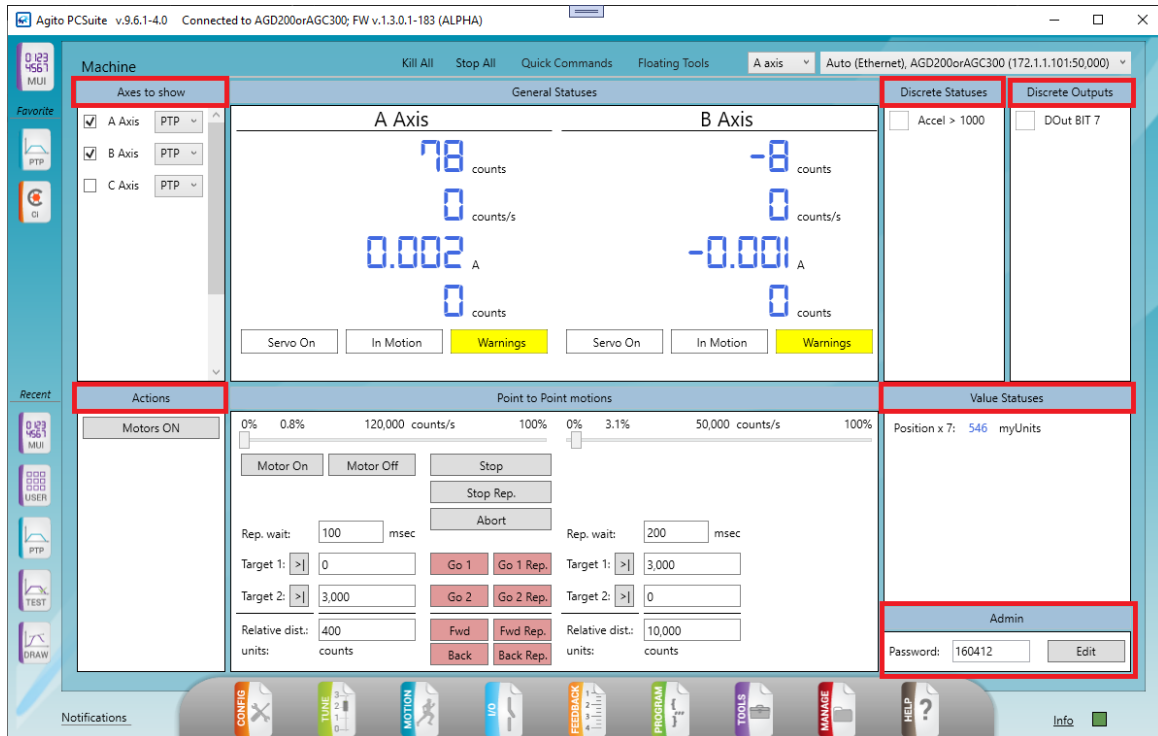 Agito PCSuite v.9.6.1-4.0 Connected to AGD200orAGC300; FW v.1.3.0.1-183 (ALPHA)
0 123
4567
MUI
Machine
Kill All Stop All Quick Commands Floating Tools A axis Auto (Ethernet), AGD200orAGC300 (172.1.1.101:50,000)
Axes to show General Statuses Discrete Statuses Discrete Outputs
Favorite
A Axis PTP
B Axis PTP
C Axis PTP
PTP
CI
A Axis B Axis
78 counts -8 counts
0 counts/s 0 counts/s
0.002 A -0.001 A
0 counts 0 counts
Servo On In Motion Warnings Servo On In Motion Warnings
Accel > 1000
DOut BIT 7
Recent
Actions Point to Point motions Value Statuses
Motors ON
0% 0.8% 120,000 counts/s 100% 0% 3.1% 50,000 counts/s 100%
Position x 7: 546 myUnits
0 123
4567
MUI
USER
PTP
TEST
DRAW
Motor On Motor Off Stop
Stop Rep.
Abort
Rep. wait: 100 msec Rep. wait: 200 msec
Target 1: >| 0 Go 1 Go 1 Rep. Target 1: >| 3,000
Target 2: >| 3,000 Go 2 Go 2 Rep. Target 2: >| 0
Relative dist.: 400 Fwd Fwd Rep. Relative dist.: 10,000
units: counts Back Back Rep. units: counts
Admin
Password: 160412 Edit
Notifications
CONFIG
TUNE
3
2
1
0
MOTION
I/O
FEEDBACK
1
2
3
4
PROGRAM
TOOLS
MANAGE
HELP
?
Info